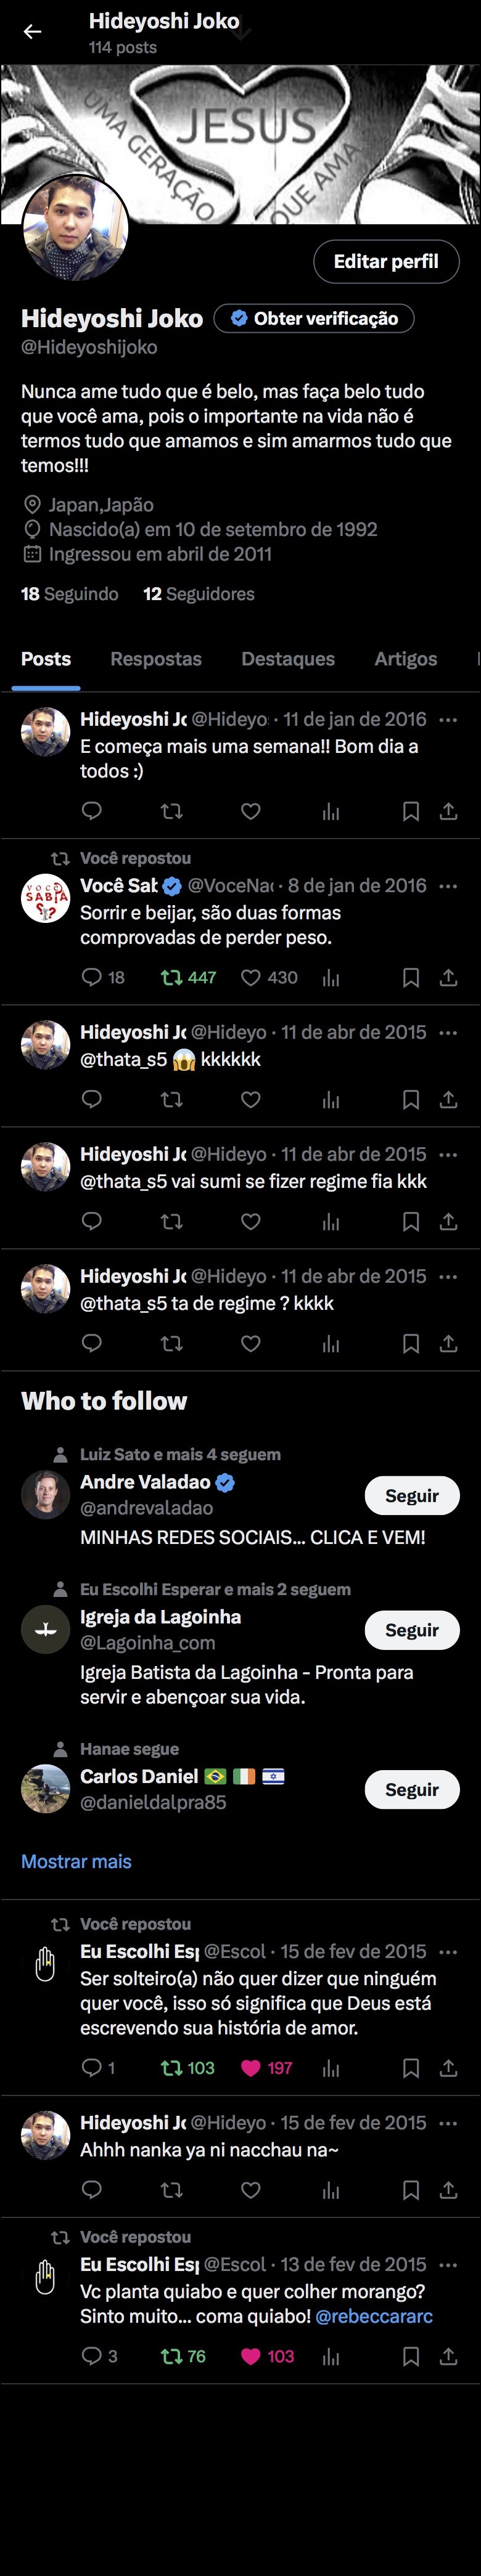 Hideyoshi Joko
114 posts
JESUS
UMA GERAÇÃO
QUE AMA
Editar perfil
Hideyoshi Joko Obter verificação
@Hideyoshijoko
Nunca ame tudo que é belo, mas faça belo tudo
que você ama, pois o importante na vida não é
termos tudo que amamos e sim amarmos tudo que
temos!!!
Japan,Japão
Nascido(a) em 10 de setembro de 1992
Ingressou em abril de 2011
18 Seguindo 12 Seguidores
Posts Respostas Destaques Artigos
Hideyoshi Jo @Hideyo · 11 de jan de 2016
E começa mais uma semana!! Bom dia a
todos :)
Você repostou
Você Sab @VoceNao · 8 de jan de 2016
VOCÊ
SABIA
??
Sorrir e beijar, são duas formas
comprovadas de perder peso.
18 447 430
Hideyoshi Jo @Hideyo · 11 de abr de 2015
@thata_s5 😱 kkkkkk
Hideyoshi Jo @Hideyo · 11 de abr de 2015
@thata_s5 vai sumi se fizer regime fia kkk
Hideyoshi Jo @Hideyo · 11 de abr de 2015
@thata_s5 ta de regime ? kkkk
Who to follow
Luiz Sato e mais 4 seguem
Andre Valadao
@andrevaladao
Seguir
MINHAS REDES SOCIAIS... CLICA E VEM!
Eu Escolhi Esperar e mais 2 seguem
Igreja da Lagoinha
@Lagoinha_com
Seguir
Igreja Batista da Lagoinha - Pronta para
servir e abençoar sua vida.
Hanae segue
Carlos Daniel 🇧🇷 🇮🇪 🇮🇱
@danieldalpra85
Seguir
Mostrar mais
Você repostou
Eu Escolhi Esp @Escol · 15 de fev de 2015
Ser solteiro(a) não quer dizer que ninguém
quer você, isso só significa que Deus está
escrevendo sua história de amor.
1 103 197
Hideyoshi Jo @Hideyo · 15 de fev de 2015
Ahhh nanka ya ni nacchau na~
Você repostou
Eu Escolhi Esp @Escol · 13 de fev de 2015
Vc planta quiabo e quer colher morango?
Sinto muito... coma quiabo! @rebeccararc
3 76 103